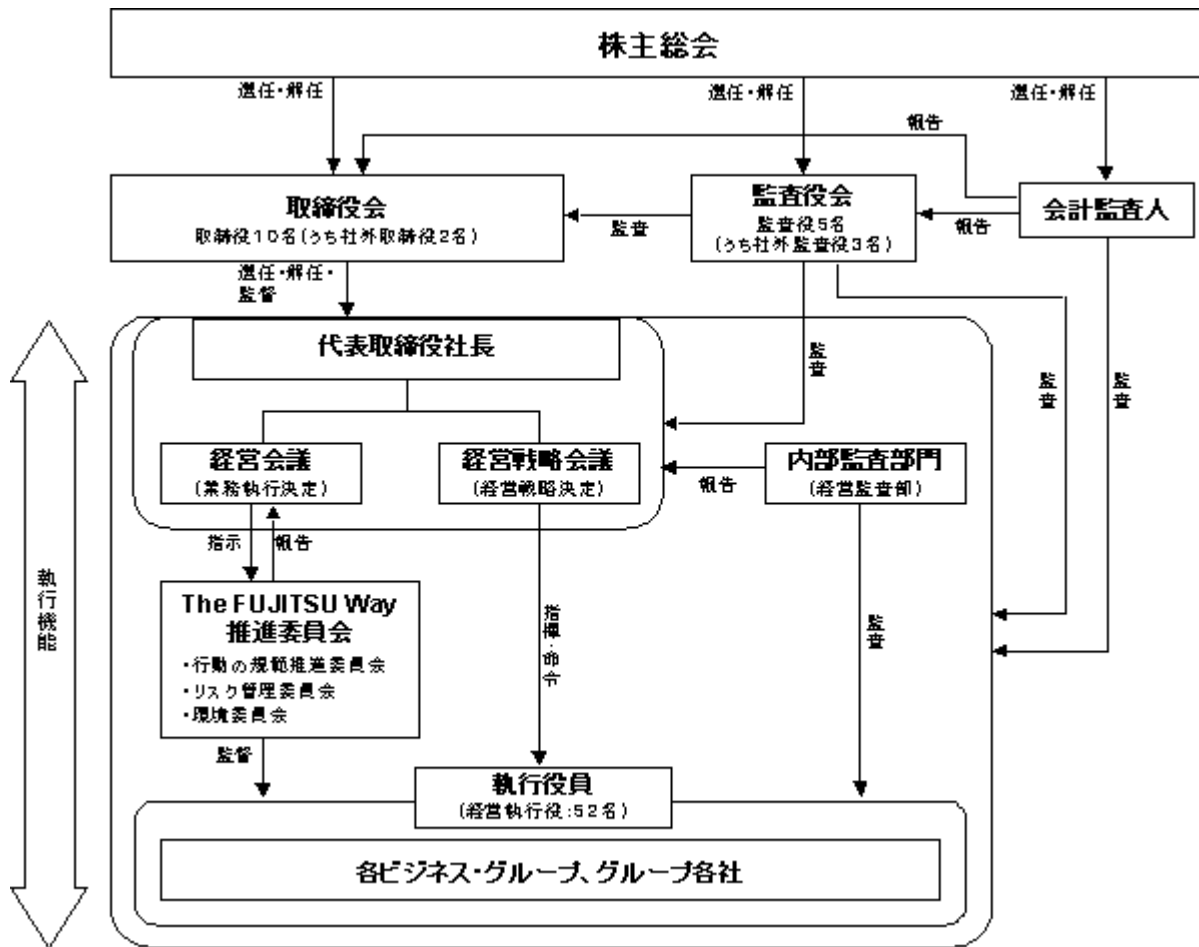 株主総会
選任・解任
選任・解任
選任・解任
報告
取締役会
取締役10名(うち社外取締役2名)
監査
監査役会
監査役5名
(うち社外監査役3名)
報告
会計監査人
選任・解任・
監督
代表取締役社長
監査
監査
監査
経営会議
(業務執行決定)
経営戦略会議
(経営戦略決定)
報告
内部監査部門
(経営監査部)
指示
報告
執行機能
The FUJITSU Way
推進委員会
・行動の規範推進委員会
・リスク管理委員会
・環境委員会
指揮・命令
監査
監督
執行役員
(経営執行役:52名)
各ビジネス・グループ、グループ各社